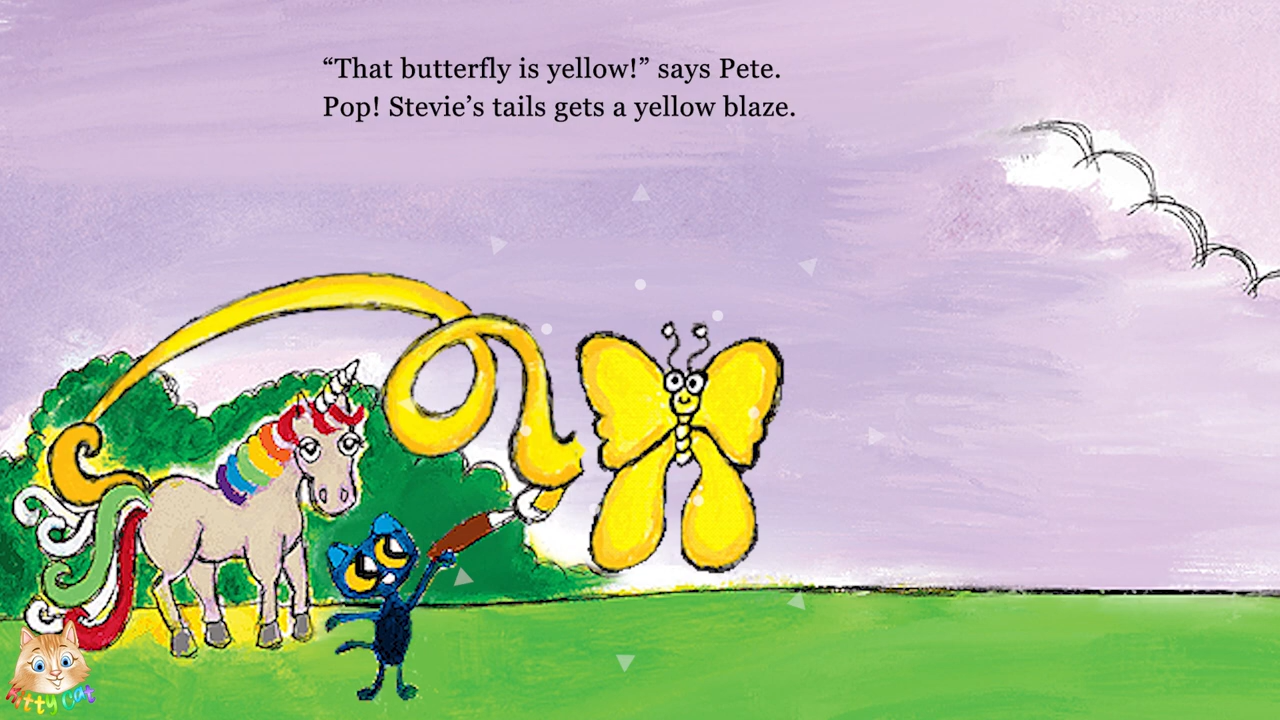 “That butterfly is yellow!” says Pete.
Pop! Stevie’s tails gets a yellow blaze.
Kitty Cat